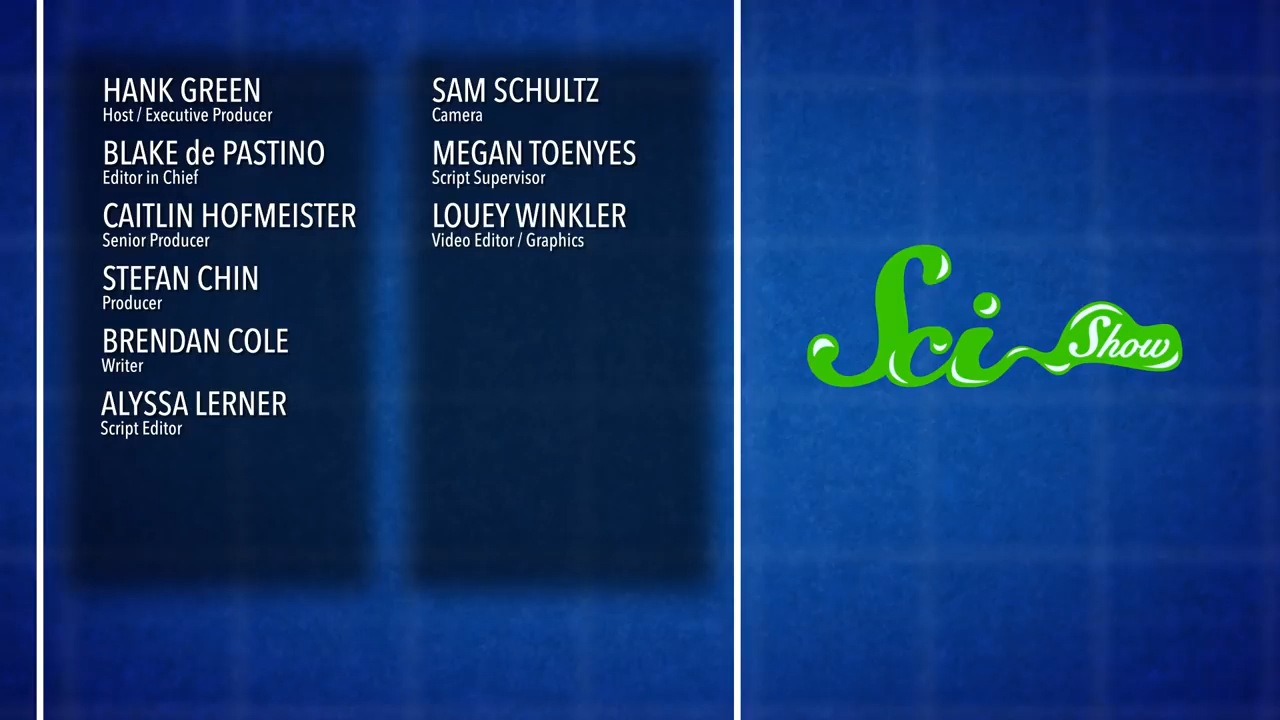 HANK GREEN
Host / Executive Producer
BLAKE de PASTINO
Editor in Chief
CAITLIN HOFMEISTER
Senior Producer
STEFAN CHIN
Producer
BRENDAN COLE
Writer
ALYSSA LERNER
Script Editor
SAM SCHULTZ
Camera
MEGAN TOENYES
Script Supervisor
LOUEY WINKLER
Video Editor / Graphics
Sci Show